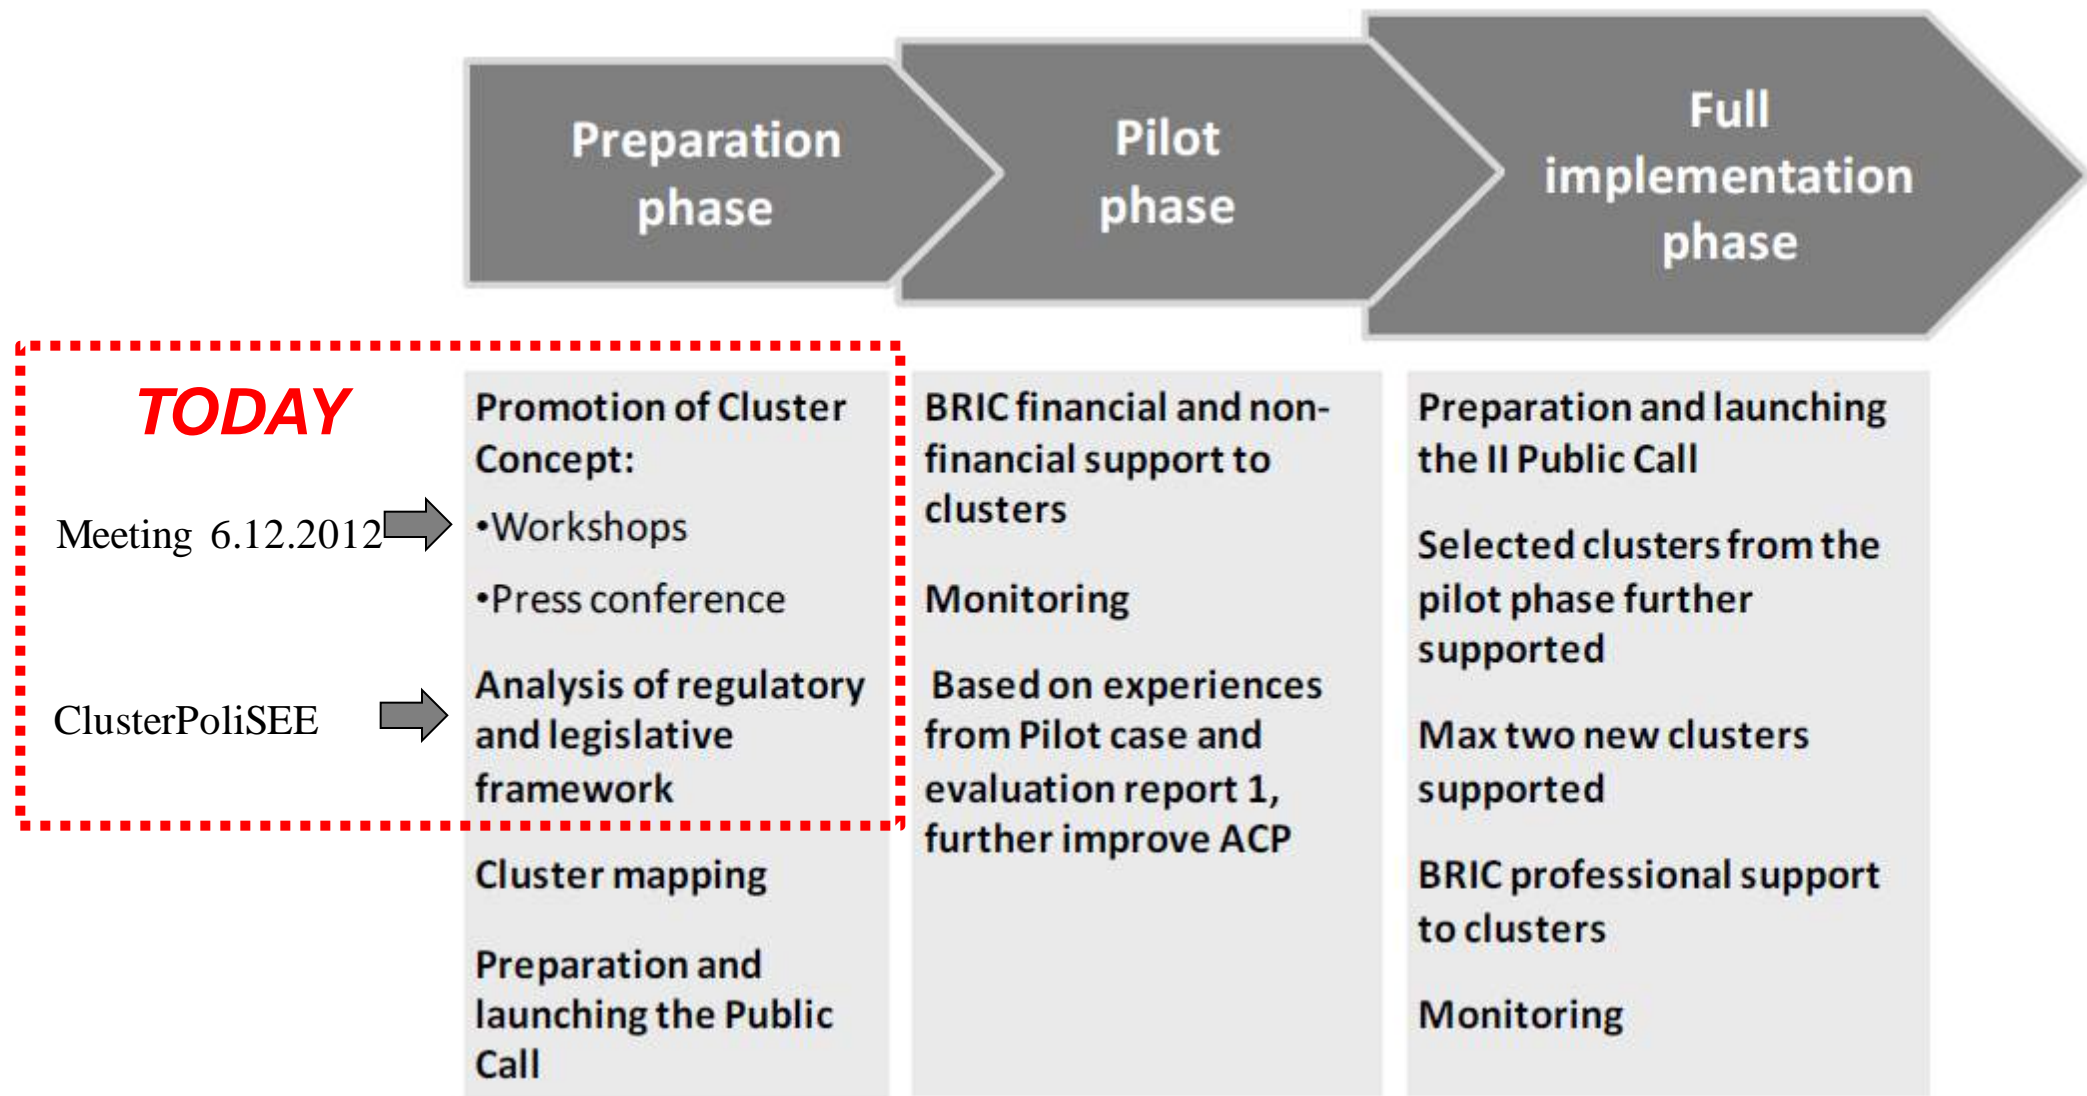 Preparation
phase
Pilot
phase
Full
implementation
phase
TODAY
Meeting 6.12.2012
ClusterPoliSEE
Promotion of Cluster
Concept:
•Workshops
•Press conference
Analysis of regulatory
and legislative
framework
Cluster mapping
Preparation and
launching the Public
Call
BRIC financial and non-
financial support to
clusters
Monitoring
Based on experiences
from Pilot case and
evaluation report 1,
further improve ACP
Preparation and launching
the II Public Call
Selected clusters from the
pilot phase further
supported
Max two new clusters
supported
BRIC professional support
to clusters
Monitoring